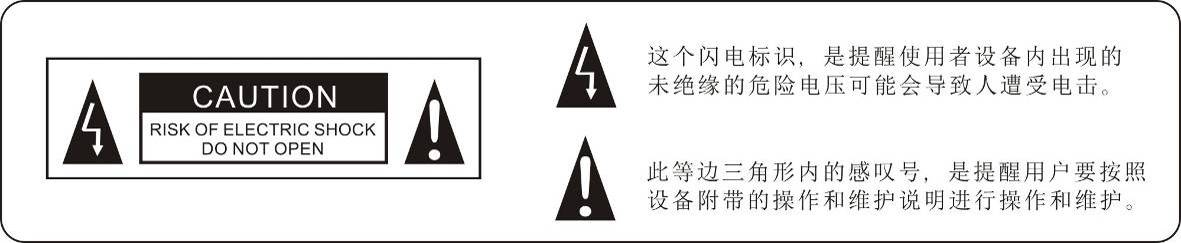 CAUTION
RISK OF ELECTRIC SHOCK
DO NOT OPEN
这个闪电标识，是提醒使用者设备内出现的
未绝缘的危险电压可能会导致人遭受电击。
此等边三角形内的感叹号，是提醒用户要按照
设备附带的操作和维护说明进行操作和维护。